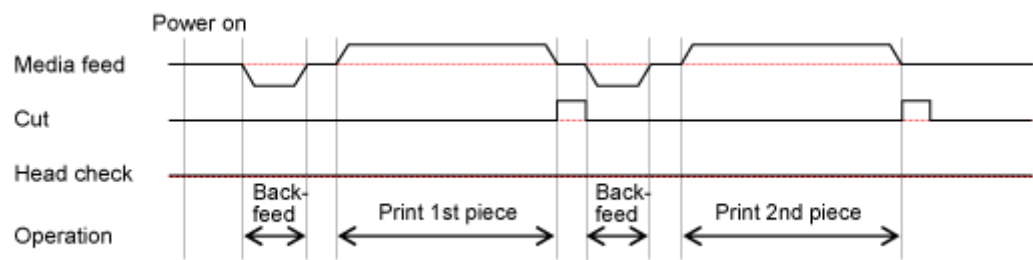 Power on
Media feed
Cut
Head check
Back-
feed
Print 1st piece
Back-
feed
Print 2nd piece
Operation